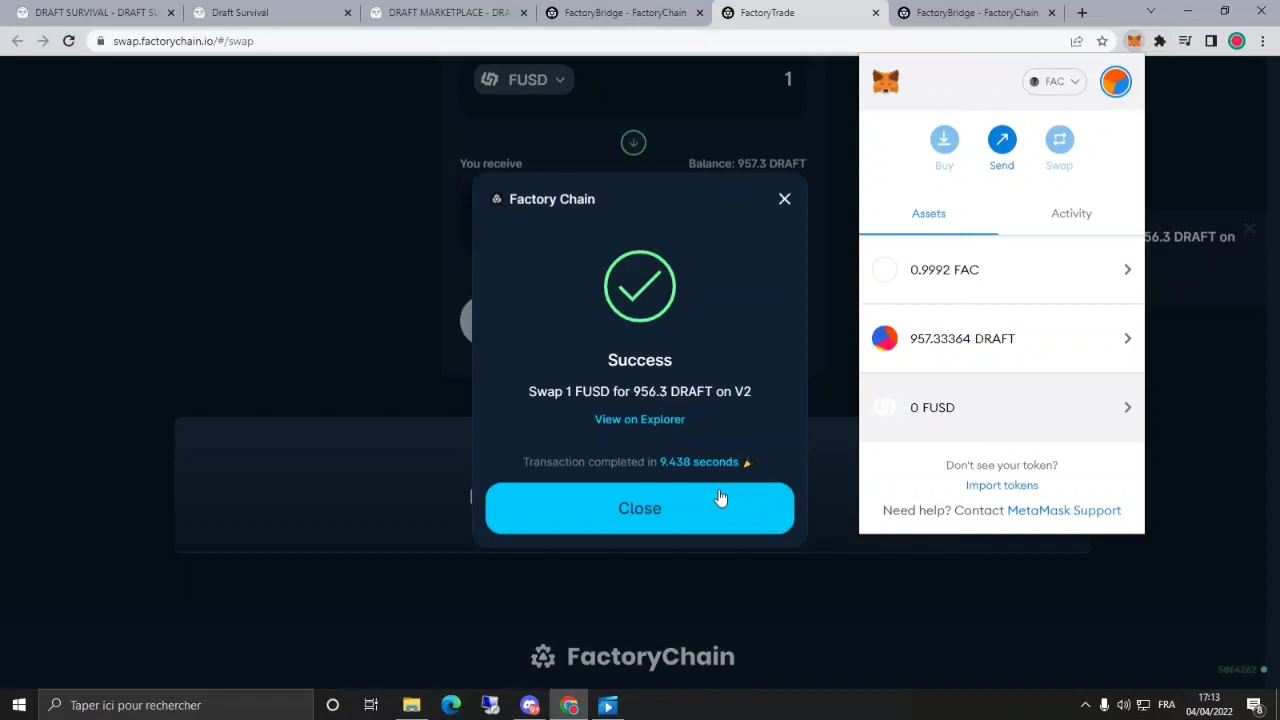 DRAFT SURVIVAL - DRAFT S
Draft Survival
DRAFT MARKETPLACE - DRA
FactoryBridge - FactoryChain
FactoryTrade
FactoryBridge - FactoryChain
swap.factorychain.io/#/swap
FUSD
1
You receive
Balance: 957.3 DRAFT
Factory Chain
Success
Swap 1 FUSD for 956.3 DRAFT on V2
View on Explorer
Transaction completed in 9.438 seconds
Close
FAC
Buy
Send
Swap
Assets
Activity
0.9992 FAC
957.33364 DRAFT
0 FUSD
Don't see your token?
Import tokens
Need help? Contact MetaMask Support
56.3 DRAFT on
FactoryChain
5064262
Taper ici pour rechercher
FRA
17:13
04/04/2022